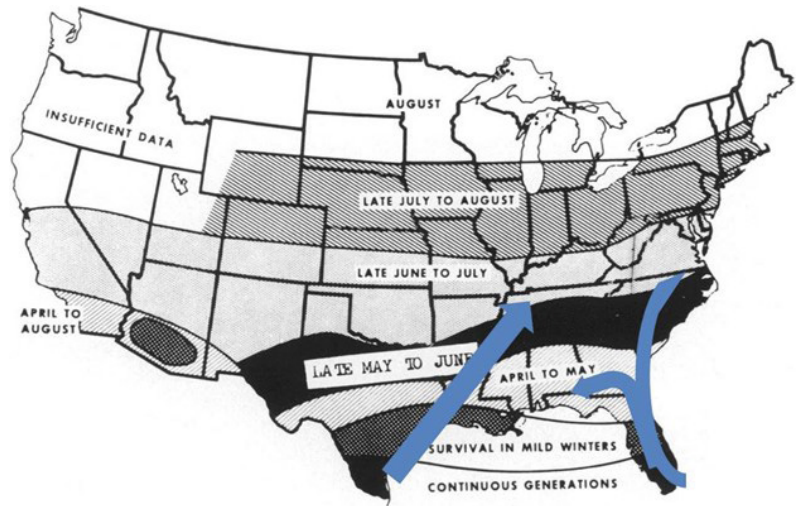 AUGUST
INSUFFICIENT DATA
LATE JULY TO AUGUST
LATE JUNE TO JULY
APRIL TO
AUGUST
LATE MAY TO JUNE
APRIL TO MAY
SURVIVAL IN MILD WINTERS
CONTINUOUS GENERATIONS